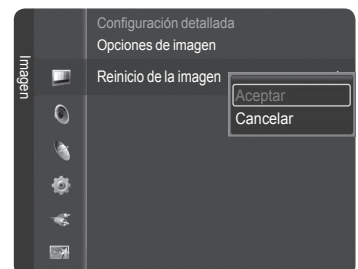 Imagen
Configuración detallada
Opciones de imagen
Reinicio de la imagen
Aceptar
Cancelar